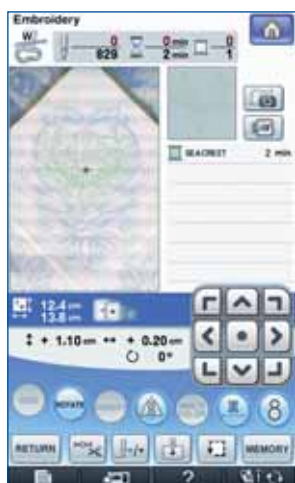 Embroidery
W
0 0 min 0
829 2 min 1
SEACREST 2 min
12.4 cm
13.8 cm
+ 1.10 cm + 0.20 cm
0°
ROTATE
8
RETURN -/+ MEMORY
?